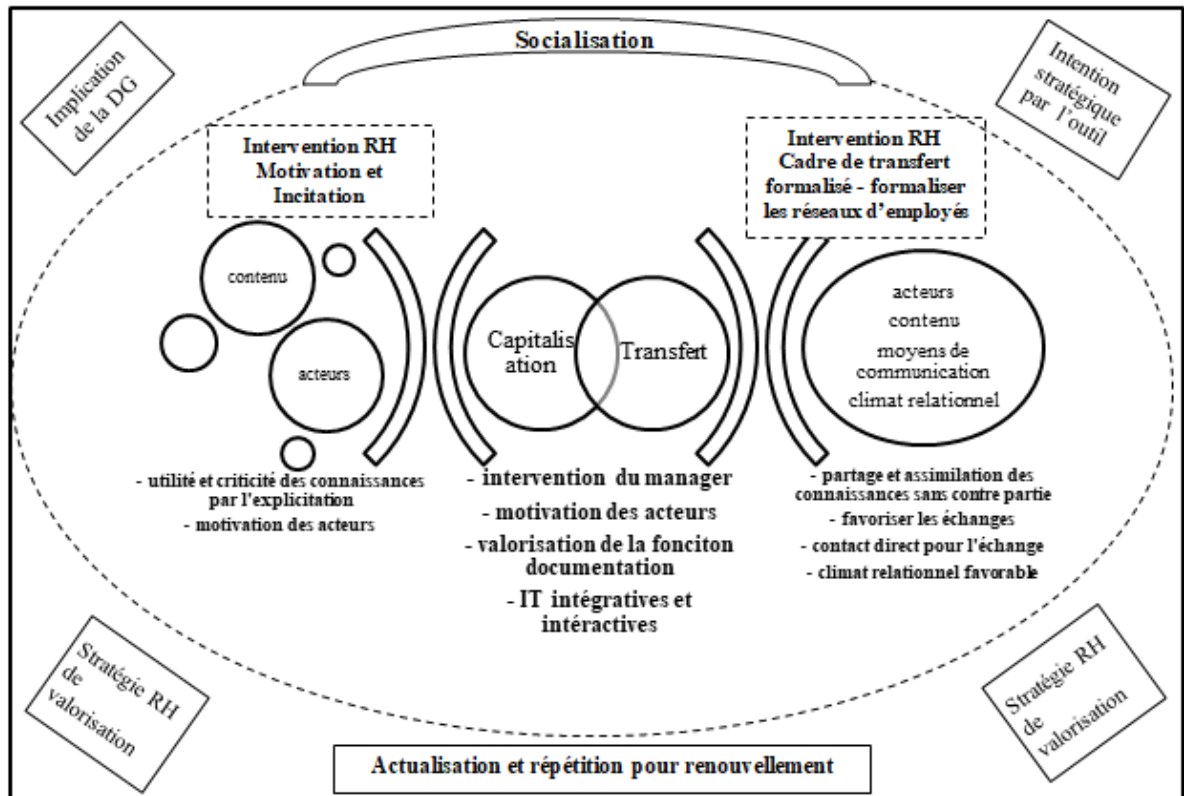 Socialisation
Implication
de la DG
Intention
stratégique
par l'outil
Intervention RH
Motivation et
Incitation
Intervention RH
Cadre de transfert
formalisé - formaliser
les réseaux d'employés
contenu
acteurs
Capitalis
ation
Transfert
acteurs
contenu
moyens de
communication
climat relationnel
- utilité et criticité des connaissances
par l'explicitation
- motivation des acteurs
- intervention du manager
- motivation des acteurs
- valorisation de la fonciton
documentation
- IT intégratives et
intéractives
- partage et assimilation des
connaissances sans contre partie
- favoriser les échanges
- contact direct pour l'échange
- climat relationnel favorable
Stratégie RH
de
valorisation
Stratégie RH
de
valorisation
Actualisation et répétition pour renouvellement